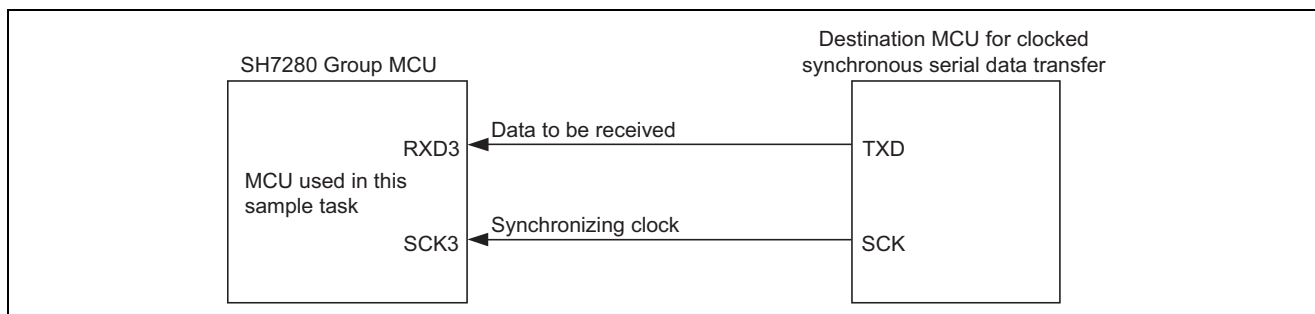 SH7280 Group MCU
Destination MCU for clocked
synchronous serial data transfer
RXD3
Data to be received
TXD
MCU used in this
sample task
SCK3
Synchronizing clock
SCK